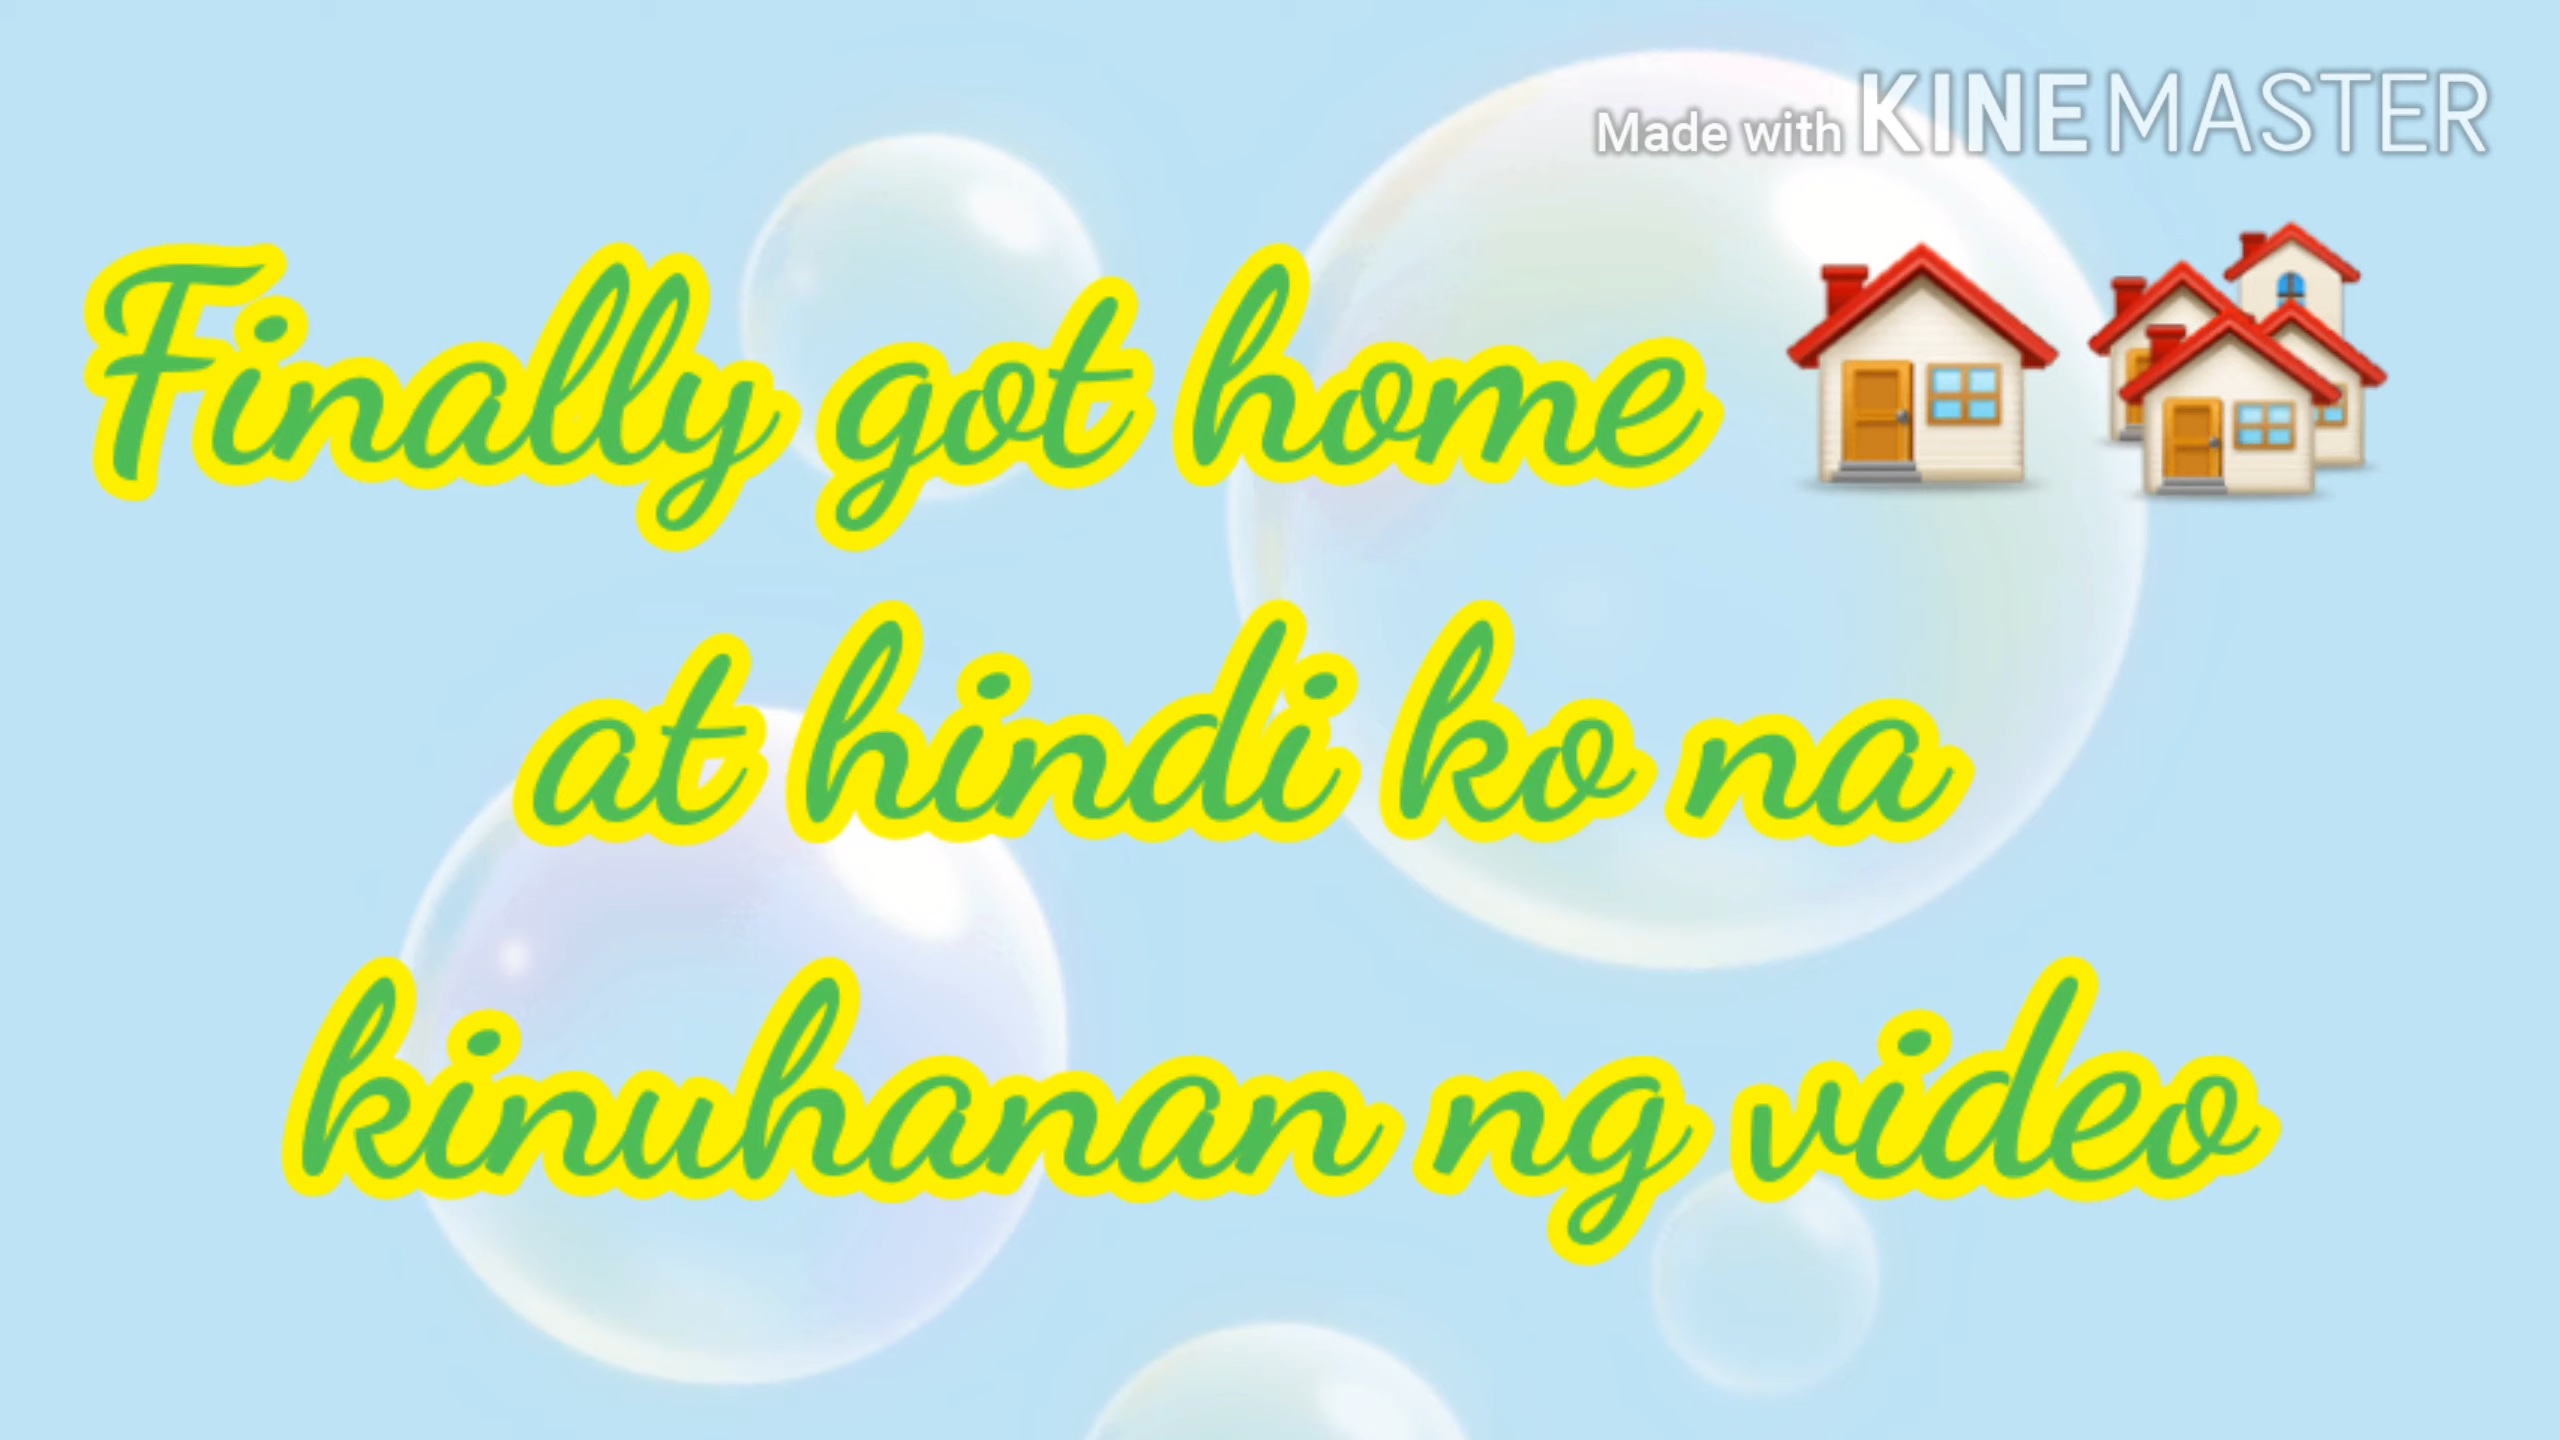 Made with KINEMASTER
Finally got home 🏠🏘
at hindi ko na
kinuhanan ng video